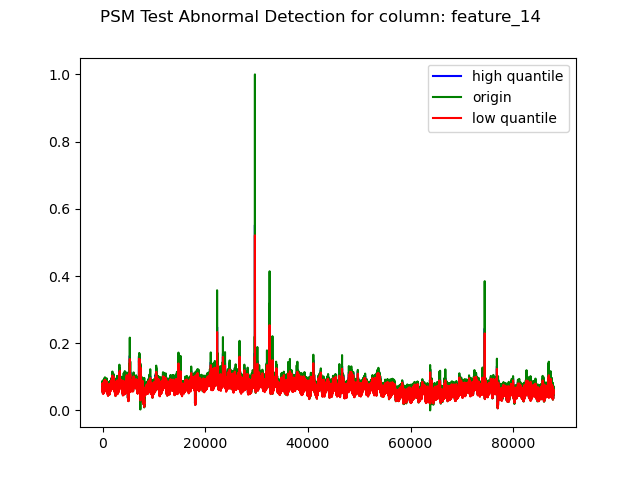 PSM Test Abnormal Detection for column: feature_14
high quantile
origin
low quantile
1.0
0.8
0.6
0.4
0.2
0.0
0 20000 40000 60000 80000